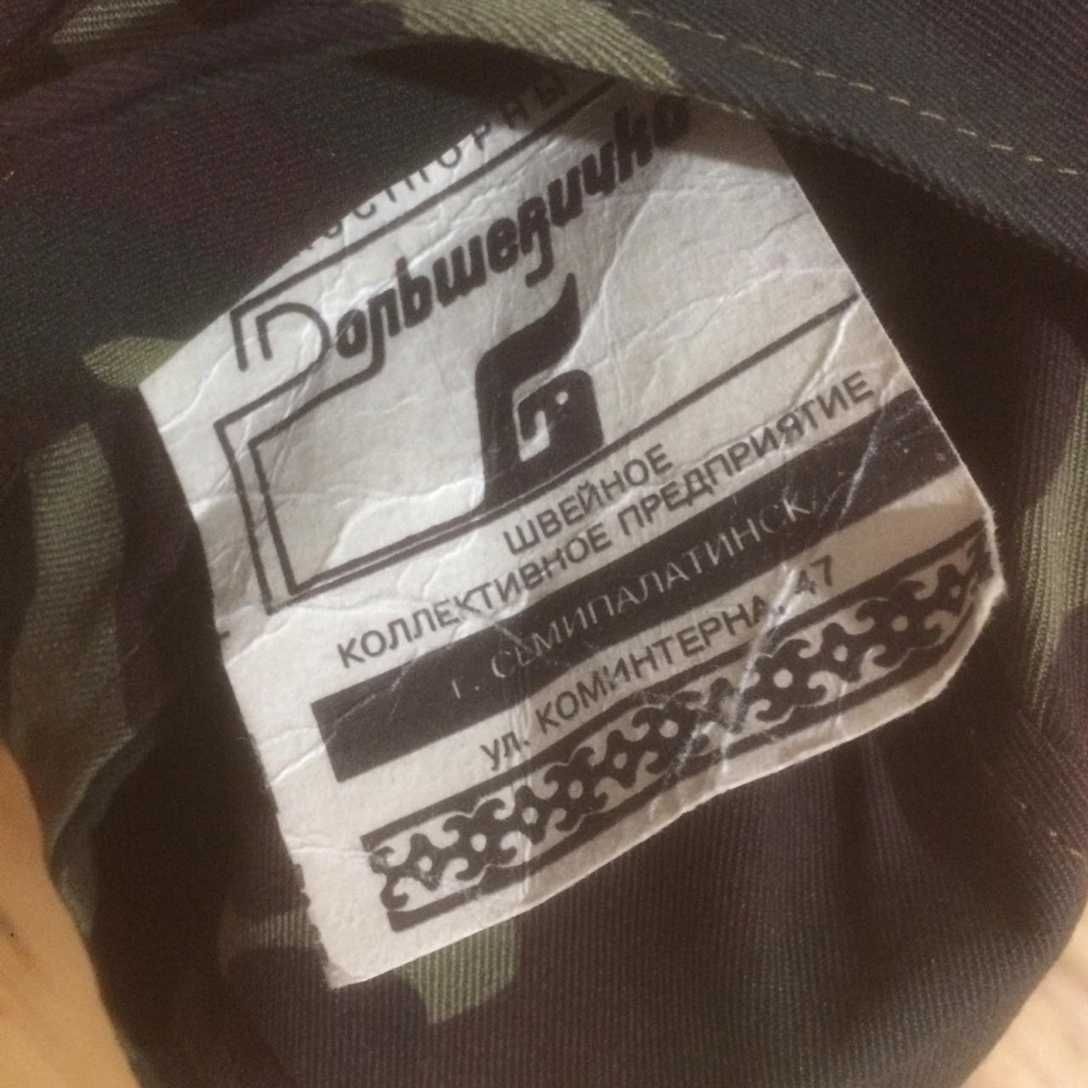 Большевичка
ШВЕЙНОЕ
КОЛЛЕКТИВНОЕ ПРЕДПРИЯТИЕ
г. СЕМИПАЛАТИНСК,
УЛ. КОМИНТЕРНА, 47